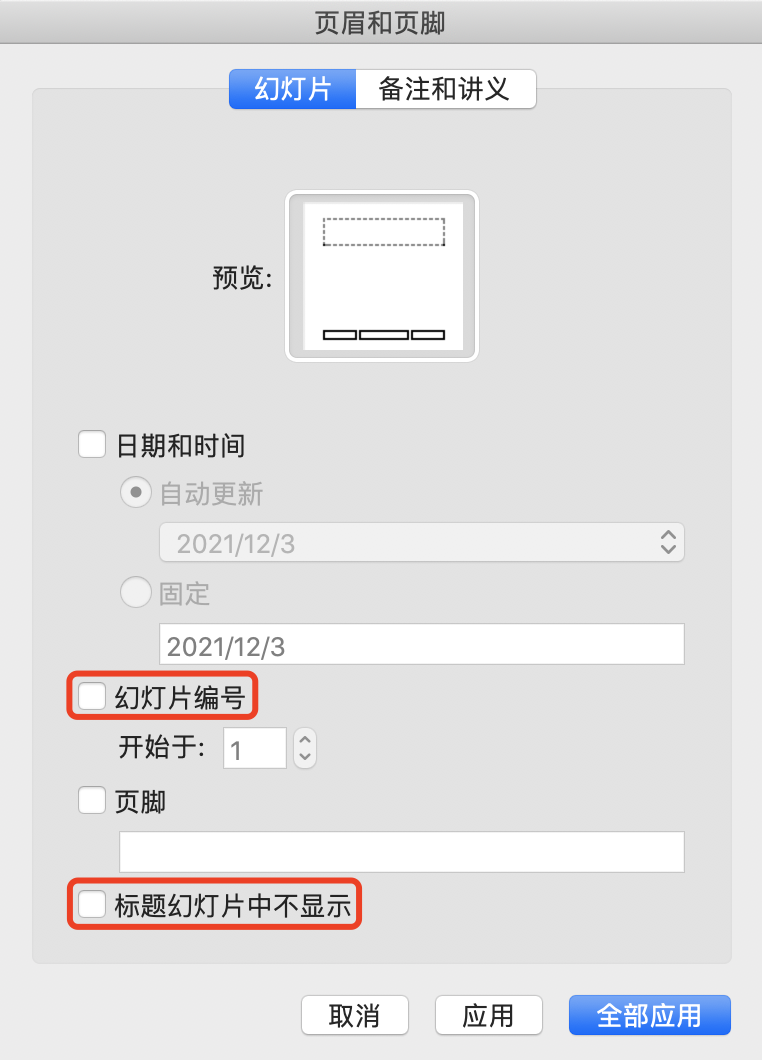 页眉和页脚
幻灯片 备注和讲义
预览:
日期和时间
自动更新
2021/12/3
固定
2021/12/3
幻灯片编号
开始于: 1
页脚
标题幻灯片中不显示
取消 应用 全部应用